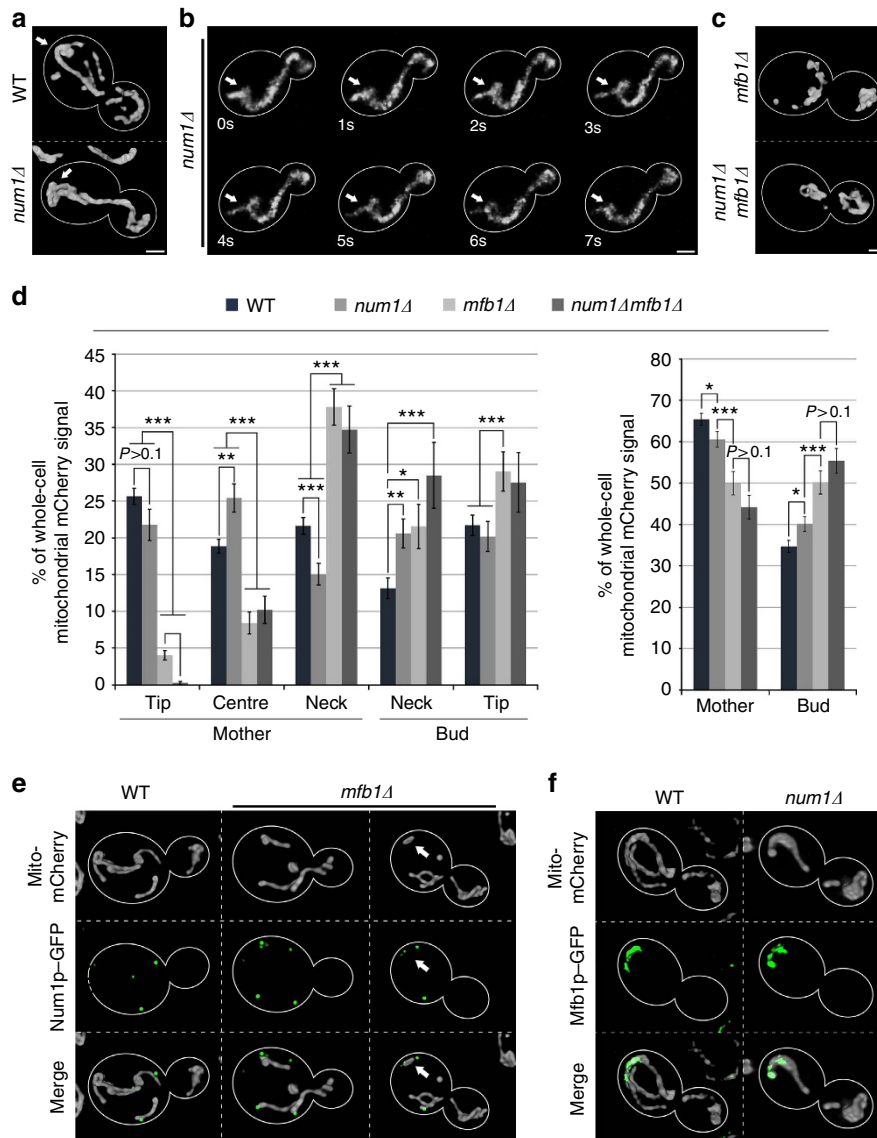 a
WT
num1Δ
b
num1Δ
0s
1s
2s
3s
4s
5s
6s
7s
c
mfb1Δ
num1Δ
mfb1Δ
d
WT
num1Δ
mfb1Δ
num1Δmfb1Δ
% of whole-cell
mitochondrial mCherry signal
45
40
35
30
25
20
15
10
5
0
***
P>0.1
***
**
***
***
***
*
**
***
Tip
Centre
Neck
Neck
Tip
Mother
Bud
% of whole-cell
mitochondrial mCherry signal
80
70
60
50
40
30
20
10
0
*
***
P>0.1
P>0.1
***
*
Mother
Bud
e
WT
mfb1Δ
Mito-
mCherry
Num1p–GFP
Merge
f
WT
num1Δ
Mito-
mCherry
Mfb1p–GFP
Merge